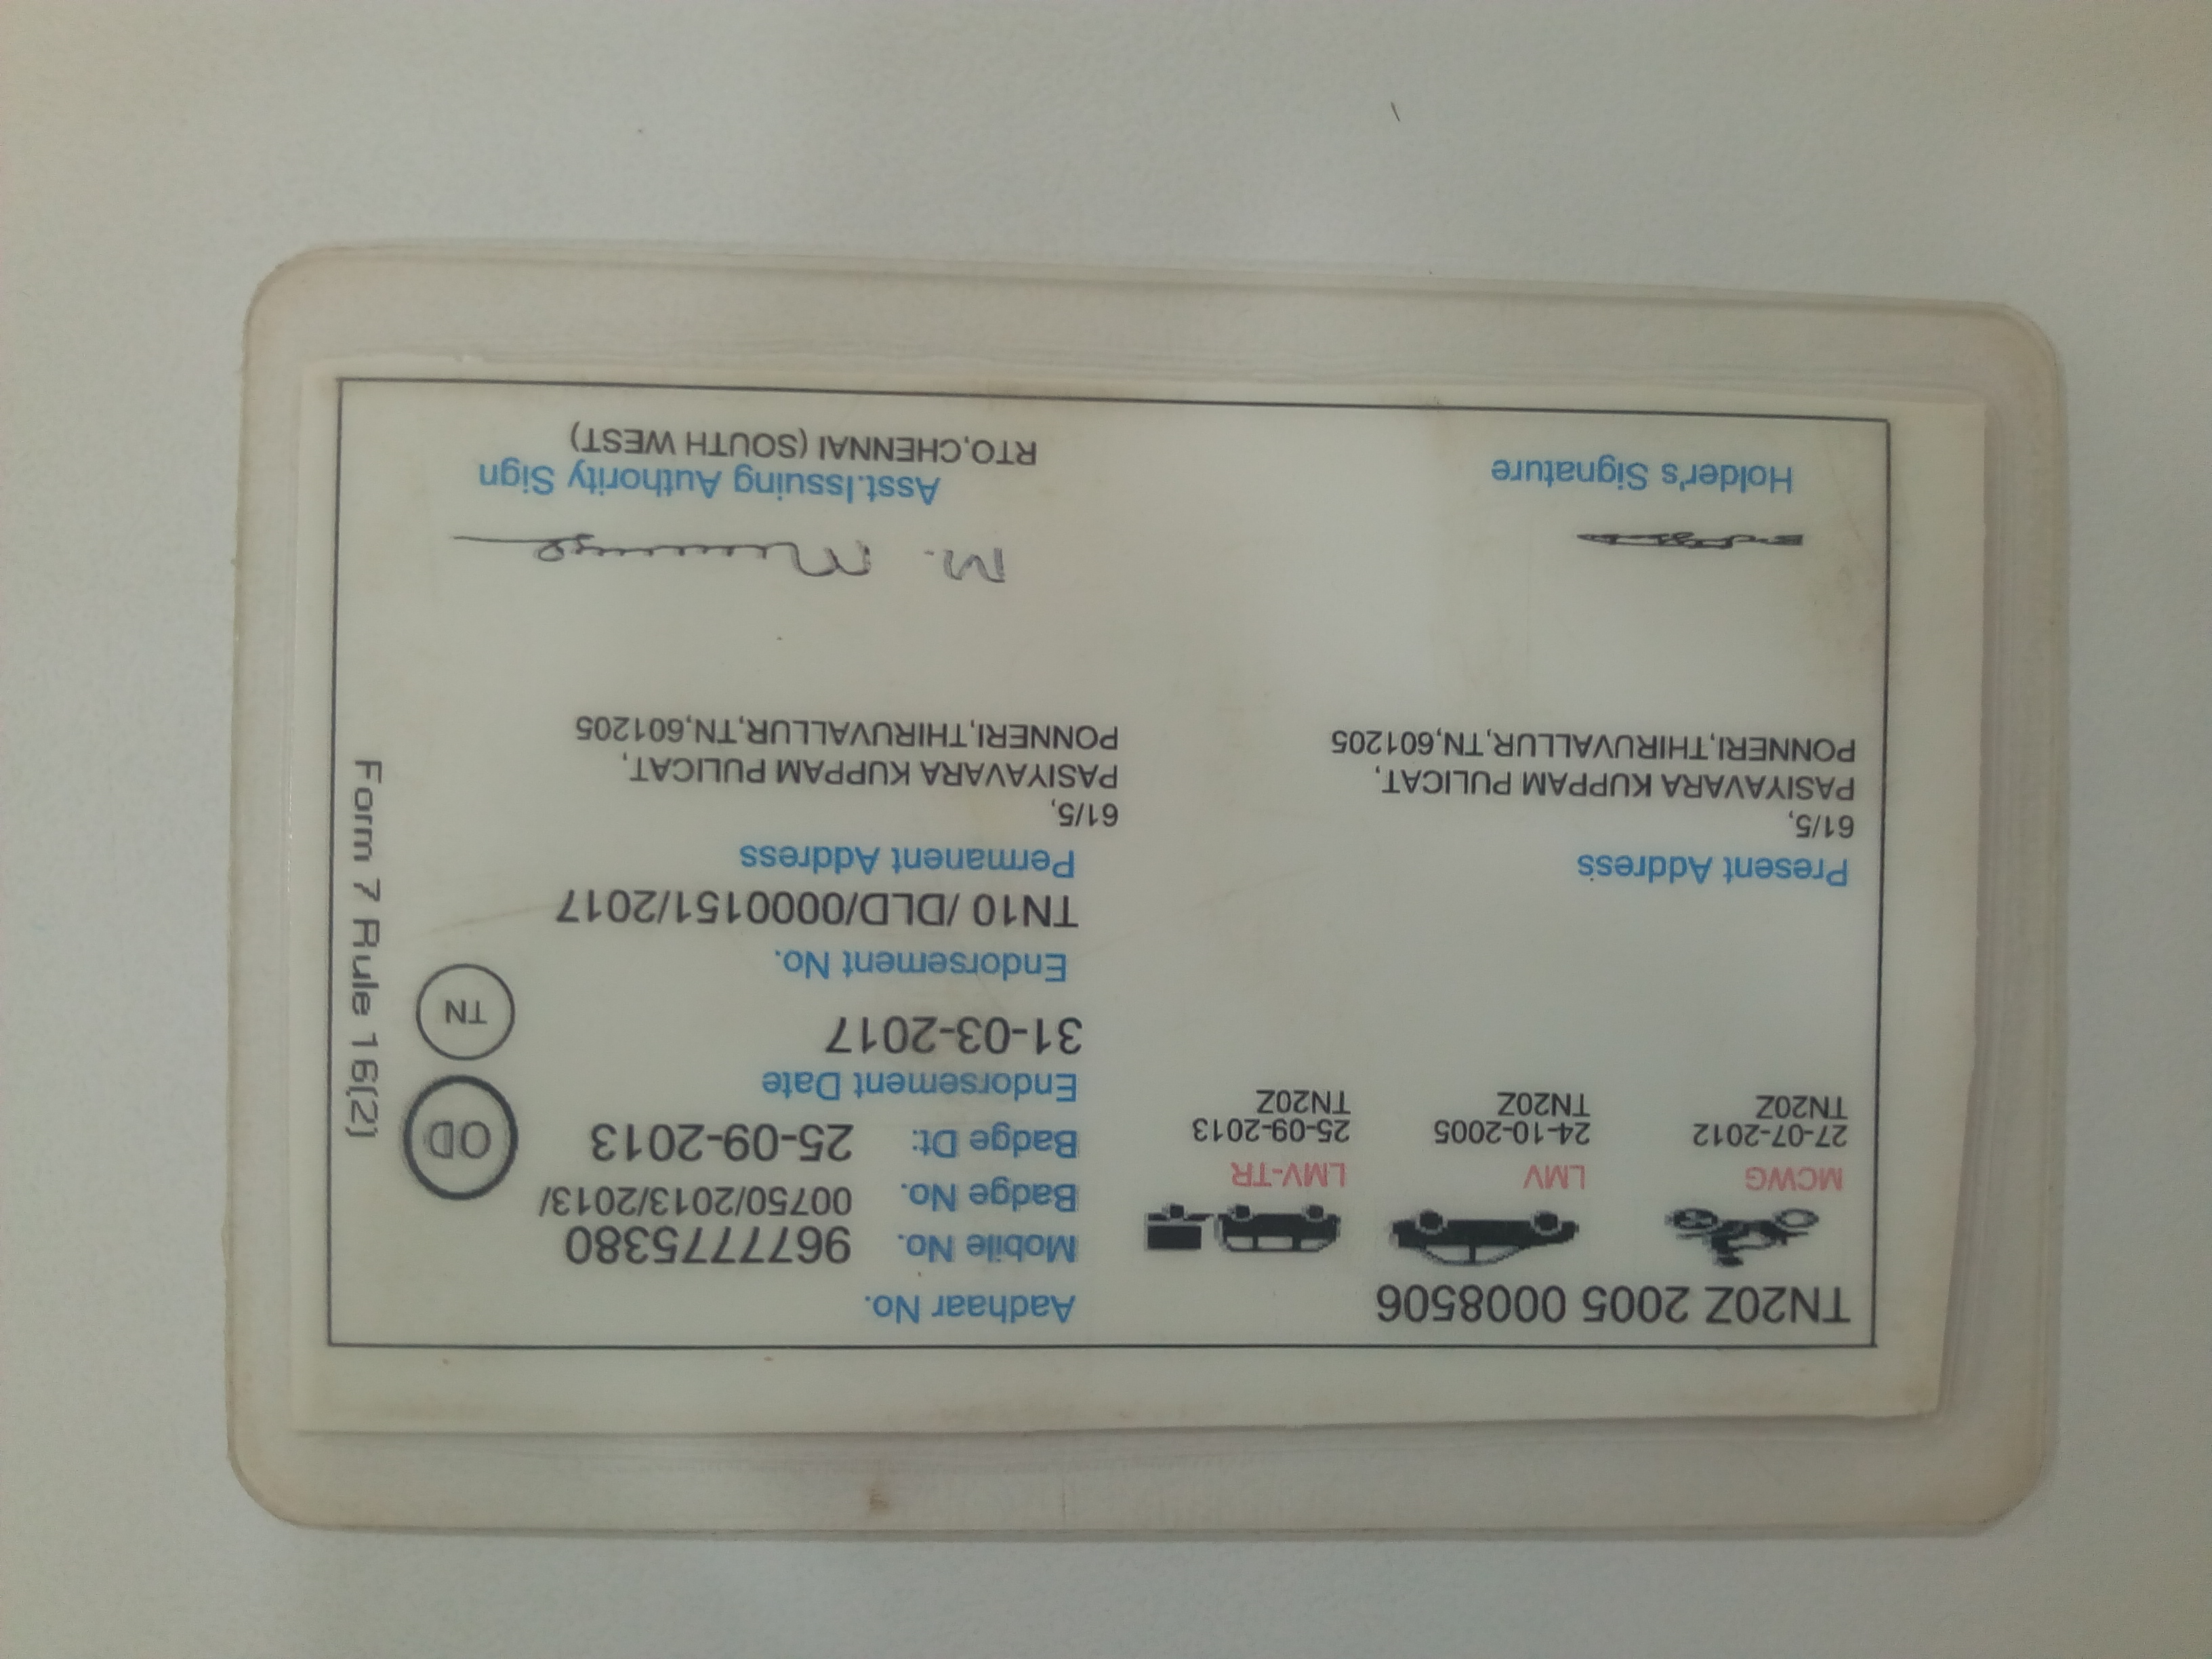 TN20Z 2005 0008506
Aadhaar No.
Mobile No. 9677775380
Badge No. 00750/2013/2013/
Badge Dt: 25-09-2013
MCWG
27-07-2012
TN20Z
LMV
24-10-2005
TN20Z
LMV-TR
25-09-2013
TN20Z
OD
TN
Endorsement Date
31-03-2017
Endorsement No.
TN10 /DLD/0000151/2017
Form 7 Rule 16(2)
Present Address
61/5,
PASIYAVARA KUPPAM PULICAT,
PONNERI,THIRUVALLUR,TN,601205
Permanent Address
61/5,
PASIYAVARA KUPPAM PULICAT,
PONNERI,THIRUVALLUR,TN,601205
Holder's Signature
M.
Asst.Issuing Authority Sign
RTO,CHENNAI (SOUTH WEST)